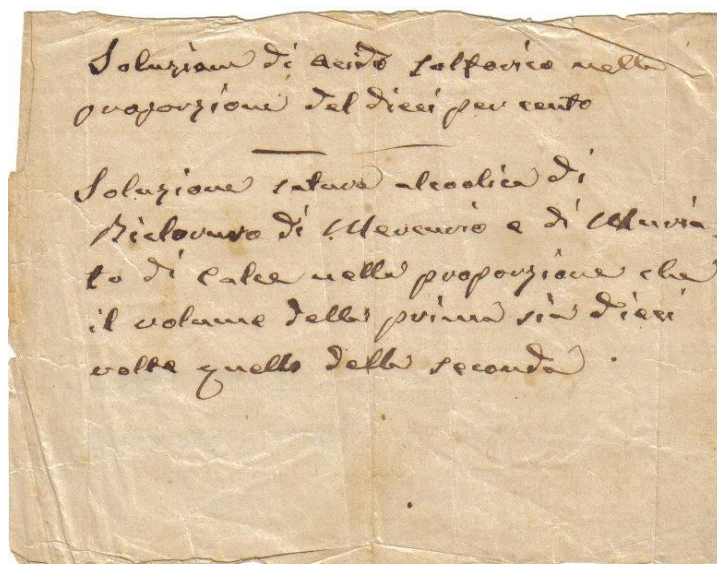 Soluzione di acido solforico nella
proporzione del dieci per cento
Soluzione satura alcoolica di
Bicloruro di Mercurio e di Muria-
to di Calce nella proporzione che
il volume della prima sia dieci
volte quello della seconda.